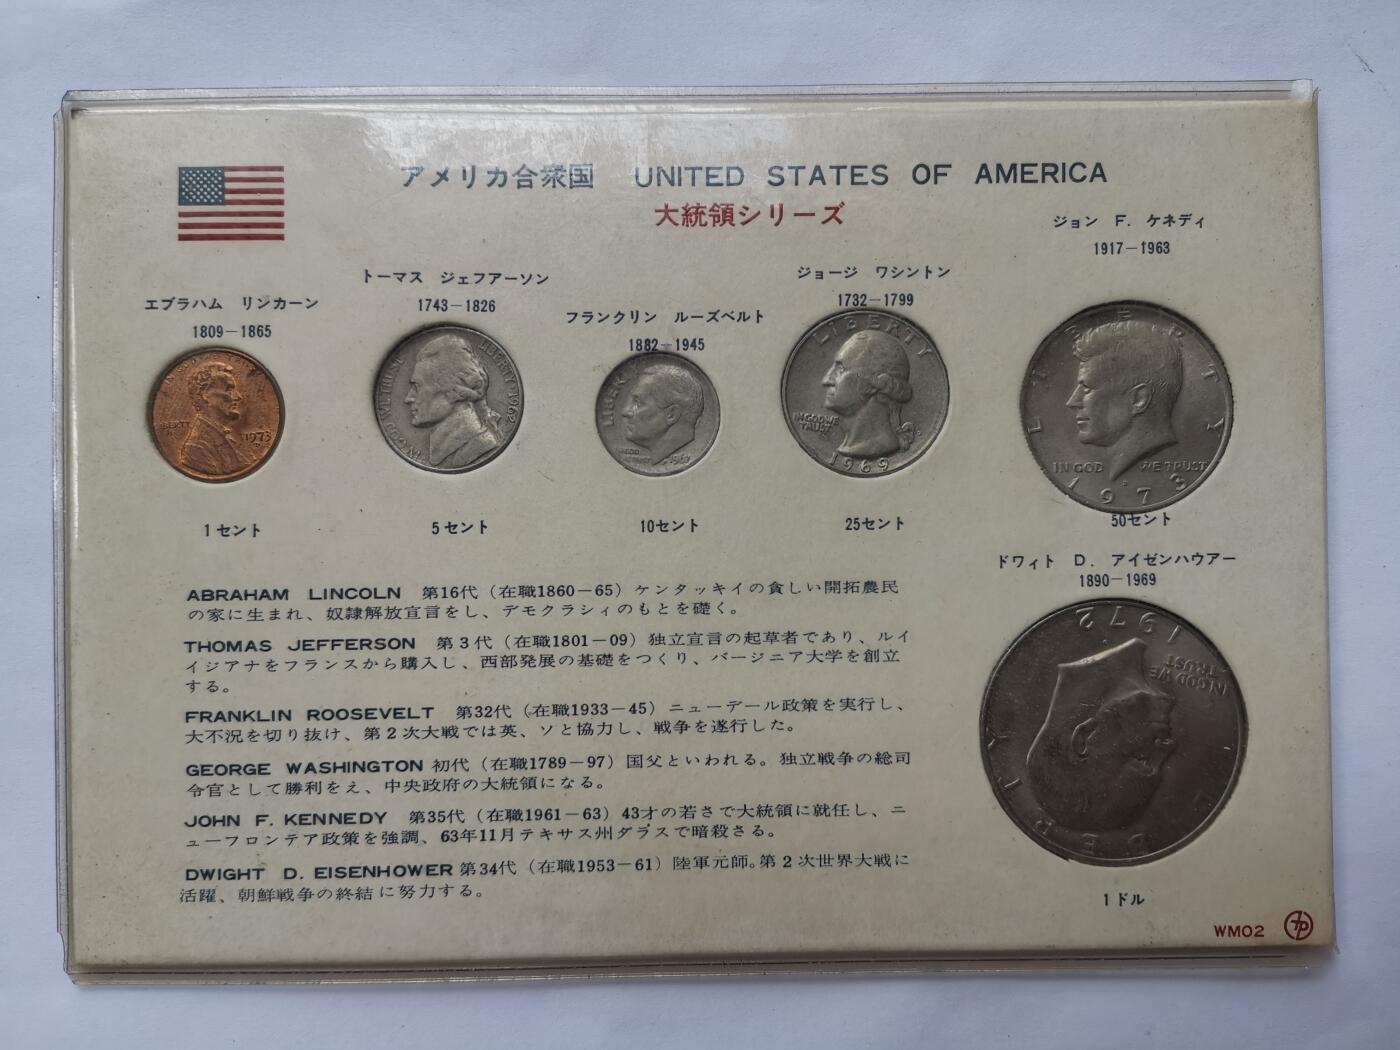 アメリカ合衆国 UNITED STATES OF AMERICA
大統領シリーズ
ジョン F. ケネディ
1917－1963
ジョージ ワシントン
1732－1799
トーマス ジェフアーソン
1743－1826
エブラハム リンカーン
1809－1865
フランクリン ルーズベルト
1882－1945
LIBERTY
1973
D
LIBERTY 1962
IN GOD WE TRUST
LIBERTY
IN GOD
WE TRUST
1967
LIBERTY
IN GOD WE
TRUST
1969
LIBERTY
IN GOD WE TRUST
1973
1セント
5セント
10セント
25セント
50セント
ドワィト D. アイゼンハウアー
1890－1969
LIBERTY
IN GOD WE
TRUST
1972
1ドル
ABRAHAM LINCOLN 第16代（在職1860－65）ケンタッキイの貪しい開拓農民
の家に生まれ、奴隷解放宣言をし、デモクラシィのもとを礎く。
THOMAS JEFFERSON 第3代（在職1801－09）独立宣言の起草者であり、ルイ
イジアナをフランスから購入し、西部発展の基礎をつくり、バージニア大学を創立
する。
FRANKLIN ROOSEVELT 第32代（在職1933－45）ニューデール政策を実行し、
大不況を切り抜け、第2次大戦では英、ソと協力し、戦争を遂行した。
GEORGE WASHINGTON 初代（在職1789－97）国父といわれる。独立戦争の総司
令官として勝利をえ、中央政府の大統領になる。
JOHN F. KENNEDY 第35代（在職1961－63）43才の若さで大統領に就任し、ニ
ューフロンテア政策を強調、63年11月テキサス州ダラスで暗殺さる。
DWIGHT D. EISENHOWER 第34代（在職1953－61）陸軍元師。第2次世界大戦に
活躍、朝鮮戦争の終結に努力する。
WM02